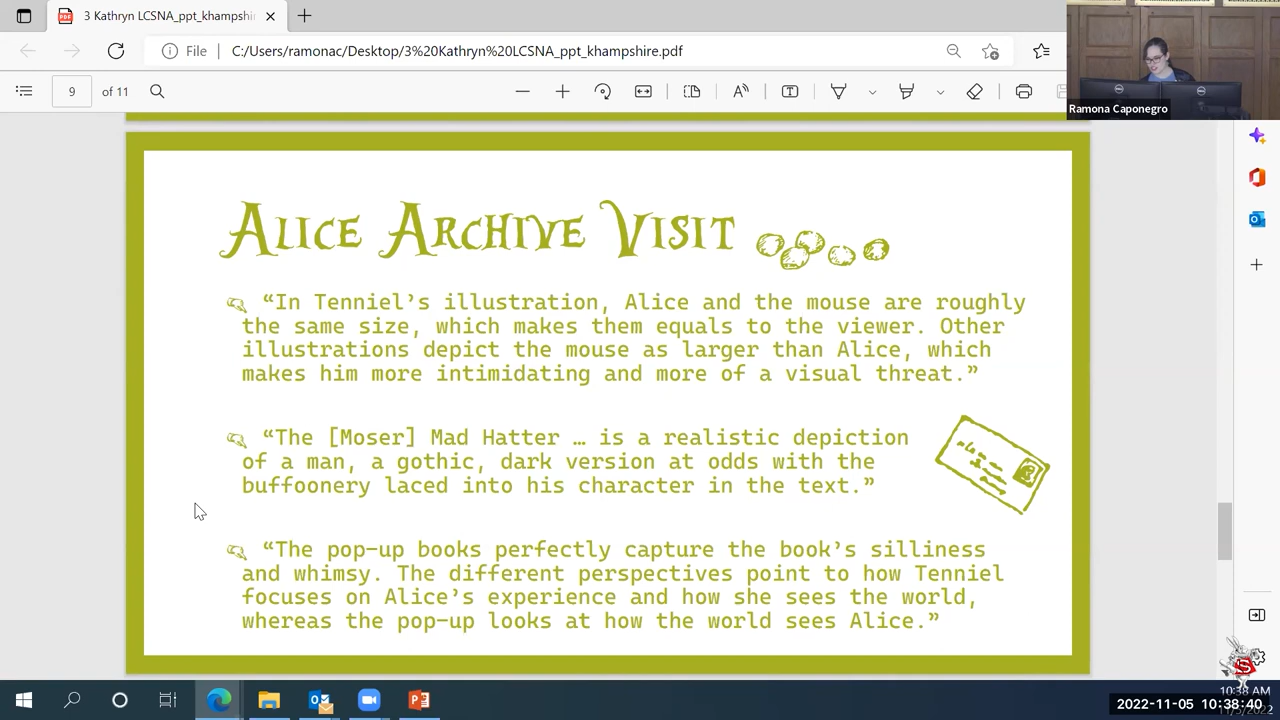 3 Kathryn LCSNA_ppt_khampshi
File
C:/Users/ramonac/Desktop/3%20Kathryn%20LCSNA_ppt_khampshire.pdf
9 of 11
Ramona Caponegro
ALICE ARCHIVE VISIT
“In Tenniel’s illustration, Alice and the mouse are roughly
the same size, which makes them equals to the viewer. Other
illustrations depict the mouse as larger than Alice, which
makes him more intimidating and more of a visual threat.”
“The [Moser] Mad Hatter … is a realistic depiction
of a man, a gothic, dark version at odds with the
buffoonery laced into his character in the text.”
“The pop-up books perfectly capture the book’s silliness
and whimsy. The different perspectives point to how Tenniel
focuses on Alice’s experience and how she sees the world,
whereas the pop-up looks at how the world sees Alice.”
10:38 AM
2022-11-05 10:38:40